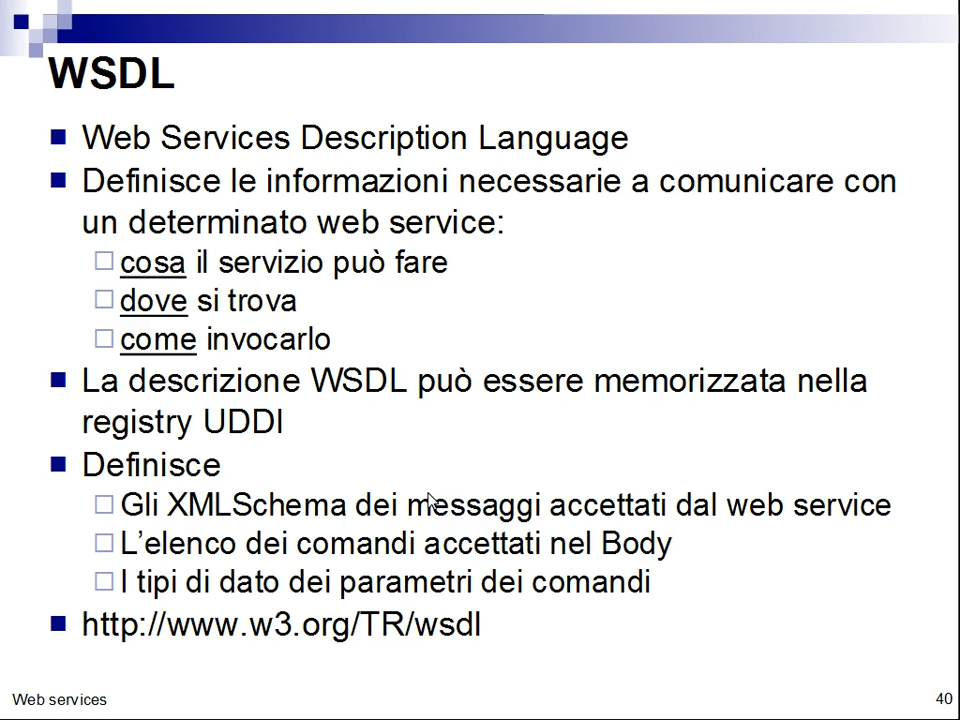 WSDL
Web Services Description Language
Definisce le informazioni necessarie a comunicare con
un determinato web service:
cosa il servizio può fare
dove si trova
come invocarlo
La descrizione WSDL può essere memorizzata nella
registry UDDI
Definisce
Gli XMLSchema dei messaggi accettati dal web service
L’elenco dei comandi accettati nel Body
I tipi di dato dei parametri dei comandi
http://www.w3.org/TR/wsdl
Web services
40